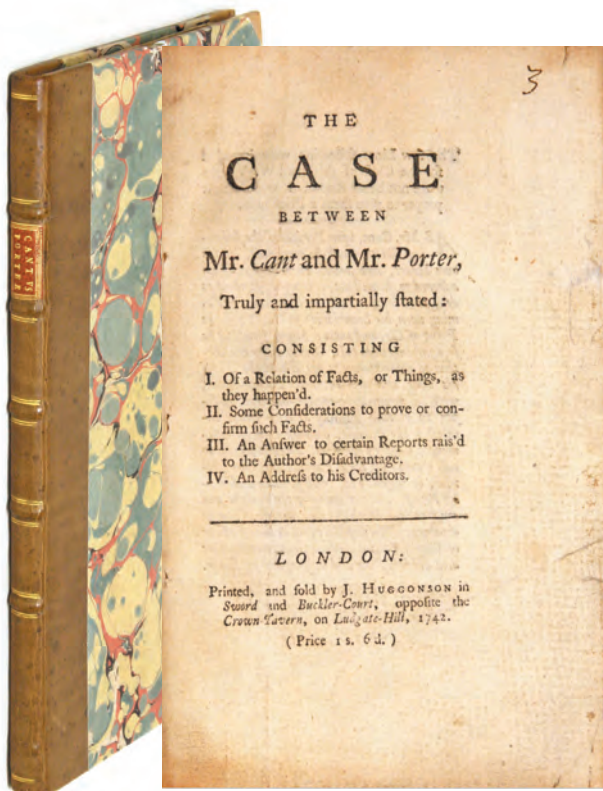 CANT VS
PORTER
3
THE
CASE
BETWEEN
Mr. Cant and Mr. Porter,
Truly and impartially ſtated:
CONSISTING
I. Of a Relation of Facts, or Things, as
they happen'd.
II. Some Conſiderations to prove or con-
firm ſuch Facts.
III. An Anſwer to certain Reports rais'd
to the Author's Diſadvantage.
IV. An Addreſs to his Creditors.
LONDON:
Printed, and ſold by J. HUGGONSON in
Sword and Buckler-Court, oppoſite the
Crown-Tavern, on Ludgate-Hill, 1742.
(Price 1 s. 6 d.)